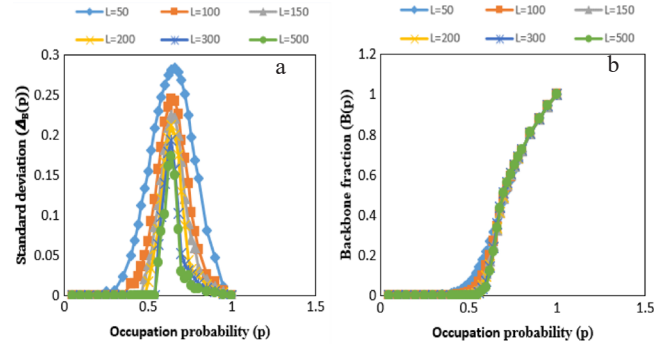 L=50 L=100 L=150
L=200 L=300 L=500
a
Standard deviation (Δ_B(p))
0.3
0.25
0.2
0.15
0.1
0.05
0
0 0.5 1 1.5
Occupation probability (p)
L=50 L=100 L=150
L=200 L=300 L=500
b
Backbone fraction (B(p))
1.2
1
0.8
0.6
0.4
0.2
0
0 0.5 1 1.5
Occupation probability (p)